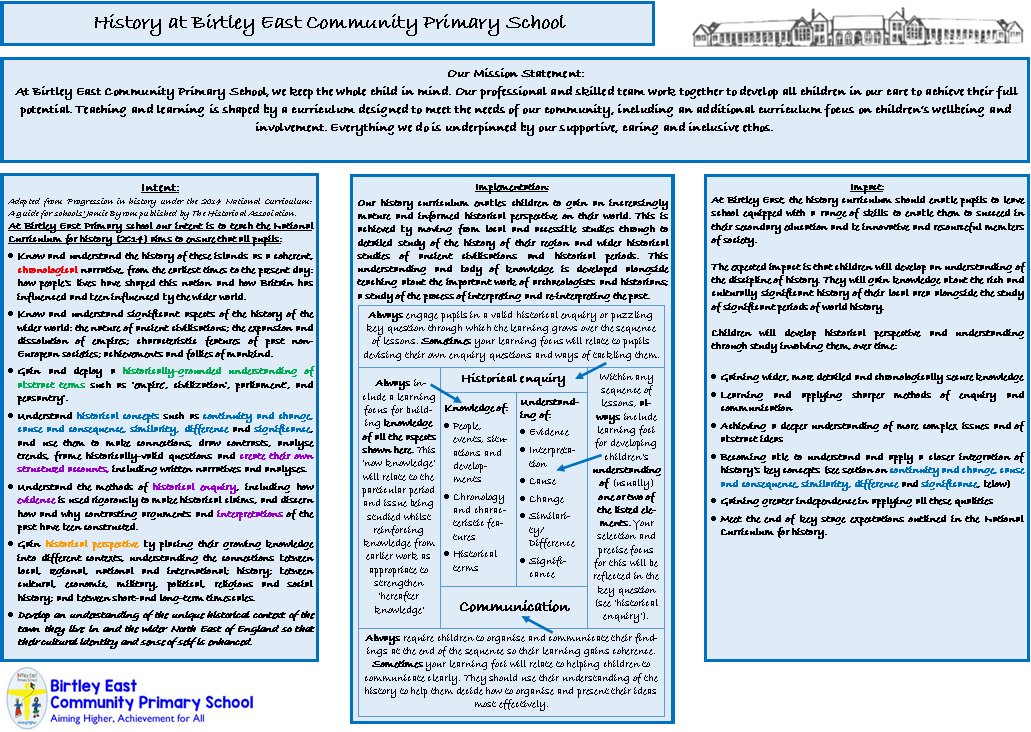 History at Birtley East Community Primary School
Our Mission Statement:
At Birtley East Community Primary School, we keep the whole child in mind. Our professional and skilled team work together to develop all children in our care to achieve their full
potential. Teaching and learning is shaped by a curriculum designed to meet the needs of our community, including an additional curriculum focus on children's wellbeing and
involvement. Everything we do is underpinned by our supportive, caring and inclusive ethos.
Intent:
Adapted from 'Progression in history under the 2014 National Curriculum:
A guide for schools', Jamie Byrom published by The Historical Association.
At Birtley East Primary school our intent is to teach the National
Curriculum for history (2014) aims to ensure that all pupils:
• Know and understand the history of these islands as a coherent,
chronological narrative, from the earliest times to the present day:
how people's lives have shaped this nation and how Britain has
influenced and been influenced by the wider world.
• Know and understand significant aspects of the history of the
wider world: the nature of ancient civilisations; the expansion and
dissolution of empires; characteristic features of past non-
European societies; achievements and follies of mankind.
• Gain and deploy a historically-grounded understanding of
abstract terms such as 'empire, civilization', parliament', and
peasantry'.
• Understand historical concepts such as continuity and change,
cause and consequence, similarity, difference and significance,
and use them to make connections, draw contrasts, analyse
trends, frame historically-valid questions and create their own
structured accounts, including written narratives and analyses.
• Understand the methods of historical enquiry, including how
evidence is used rigorously to make historical claims, and discern
how and why contrasting arguments and interpretations of the
past have been constructed.
• Gain historical perspective by placing their growing knowledge
into different contexts, understanding the connections between
local, regional, national and international; history; between
cultural, economic, military, political, religious and social
history; and between short-and long-term timescales.
• Develop an understanding of the unique historical context of the
town they live in and the wider North East of England so that
their cultural identity and sense of self is enhanced.
Implementation:
Our history curriculum enables children to gain an increasingly
mature and informed historical perspective on their world. This is
achieved by moving from local and accessible studies through to
detailed study of the history of their region and wider historical
studies of ancient civilisations and historical periods. This
understanding and body of knowledge is developed alongside
teaching about the important work of archaeologists and historians;
a study of the process of interpreting and re-interpreting the past.
Always engage pupils in a valid historical enquiry or puzzling
key question through which the learning grows over the sequence
of lessons. Sometimes your learning focus will relate to pupils
devising their own enquiry questions and ways of tackling them.
Always in-
clude a learning
focus for build-
ing knowledge
of all the aspects
shown here. This
'new knowledge'
will relate to the
particular period
and issue being
studied whilst
reinforcing
knowledge from
earlier work as
appropriate to
strengthen
'hereafter
knowledge'
Historical enquiry
Knowledge of:
• People,
events, situ-
ations and
develop-
ments
• Chronology
and charac-
teristic fea-
tures
• Historical
terms
Understand-
ing of:
• Evidence
• Interpreta-
tion
• Cause
• Change
• Similari-
ty/
Difference
• Signifi-
cance
Communication
Within any
sequence of
lessons, al-
ways include
learning foci
for developing
children's
understanding
of (usually)
one or two of
the listed ele-
ments. Your
selection and
precise focus
for this will be
reflected in the
key question
(see 'historical
enquiry').
Always require children to organise and communicate their find-
ings at the end of the sequence so their learning gains coherence.
Sometimes your learning foci will relate to helping children to
communicate clearly. They should use their understanding of the
history to help them decide how to organise and present their ideas
most effectively.
Impact:
At Birtley East, the history curriculum should enable pupils to leave
school equipped with a range of skills to enable them to succeed in
their secondary education and be innovative and resourceful members
of society.
The expected impact is that children will develop an understanding of
the discipline of history. They will gain knowledge about the rich and
culturally significant history of their local area alongside the study
of significant periods of world history.
Children will develop historical perspective and understanding
through study involving them, over time:
• Gaining wider, more detailed and chronologically secure knowledge
• Learning and applying sharper methods of enquiry and
communication
• Achieving a deeper understanding of more complex issues and of
abstract ideas
• Becoming able to understand and apply a closer integration of
history's key concepts (see section on continuity and change, cause
and consequence, similarity, difference and significance, below)
• Gaining greater independence in applying all these qualities
• Meet the end of key stage expectations outlined in the National
Curriculum for history.
Birtley East
Community Primary School
Aiming Higher, Achievement for All